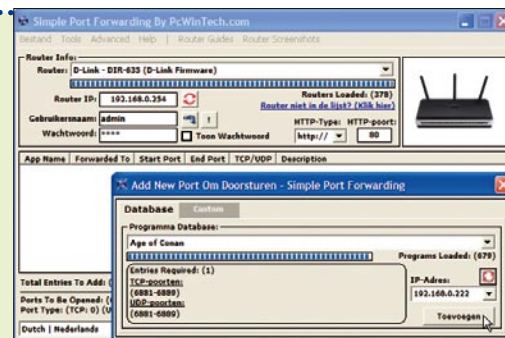 Simple Port Forwarding By PcWinTech.com
Bestand Tools Advanced Help | Router Guides Router Screenshots
Router Info:
Router: D-Link - DIR-635 (D-Link Firmware)
Router IP: 192.168.0.254
Routers Loaded: (378)
Router niet in de lijst? (Klik hier)
Gebruikersnaam: admin !
HTTP-Type: HTTP-poort:
Wachtwoord: **** Toon Wachtwoord http:// 80
App Name Forwarded To Start Port End Port TCP/UDP Description
Add New Port Om Doorsturen - Simple Port Forwarding
Database Custom
Programma Database:
Age of Conan
Programs Loaded: (679)
Entries Required: (1)
TCP-poorten:
(6881-6889)
UDP-poorten:
(6881-6889)
IP-Adres:
192.168.0.222
Toevoegen
Total Entries To Add: (
Ports To Be Opened: (
Port Type: (TCP: 0) (U
Dutch | Nederlands